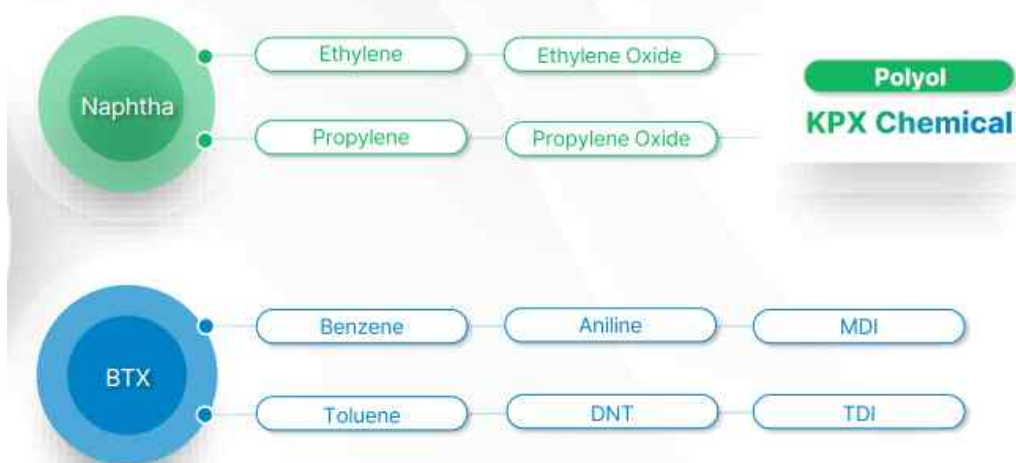 Naphtha
Ethylene
Ethylene Oxide
Propylene
Propylene Oxide
Polyol
KPX Chemical
BTX
Benzene
Aniline
MDI
Toluene
DNT
TDI